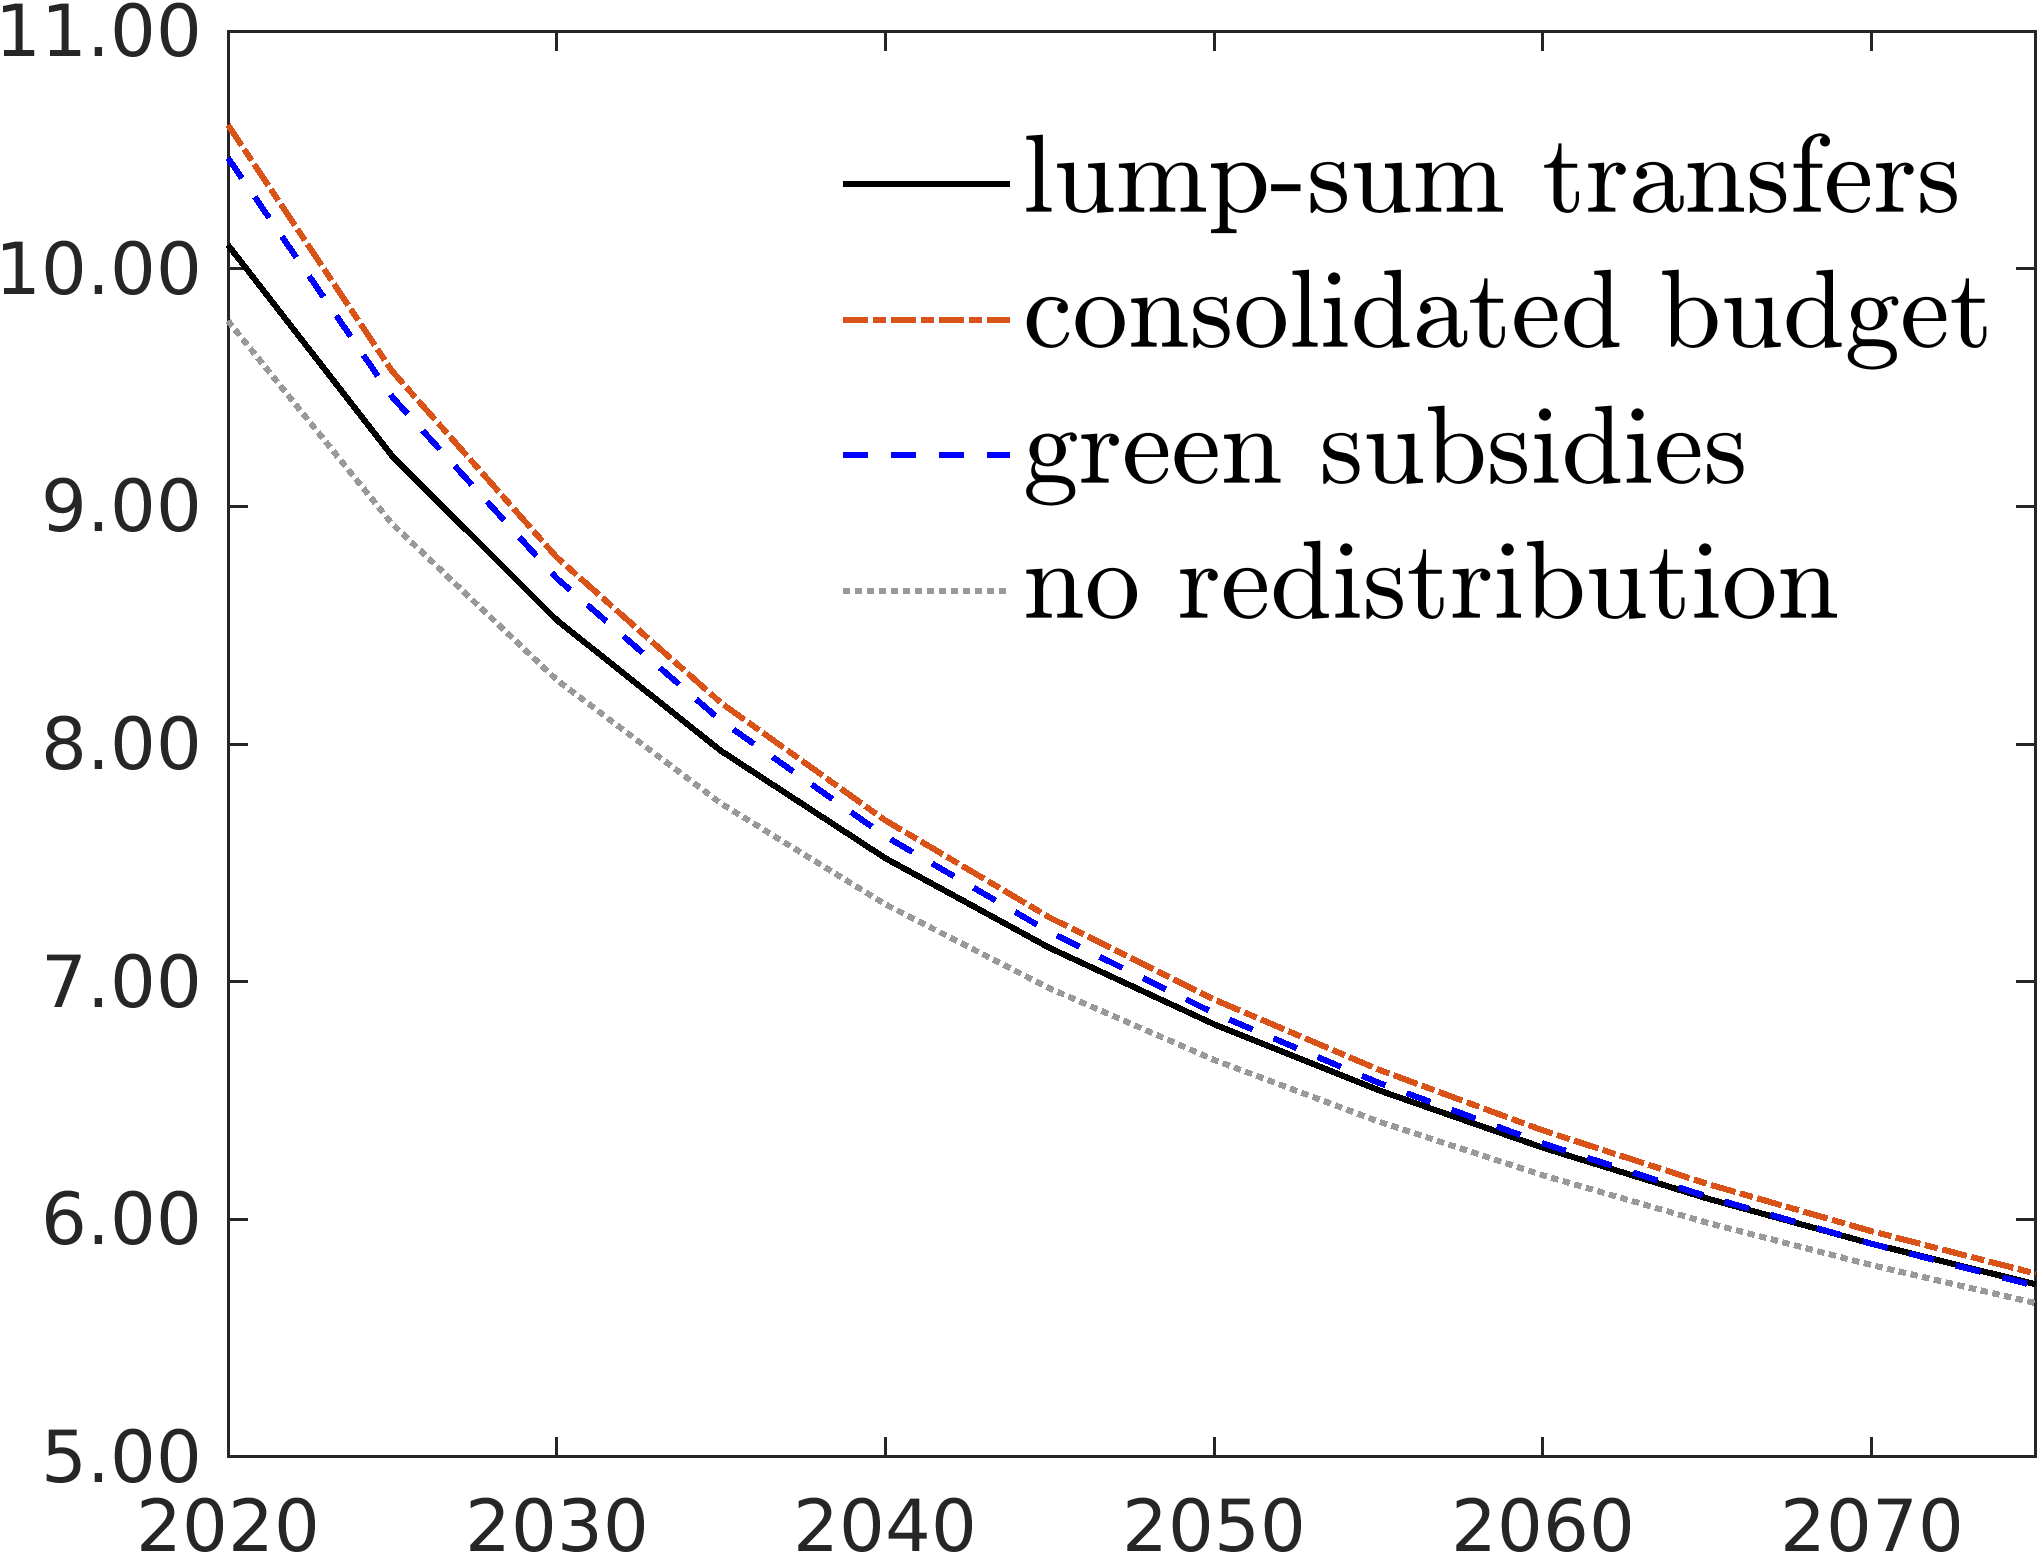 11.00
10.00
9.00
8.00
7.00
6.00
5.00
2020 2030 2040 2050 2060 2070
lump-sum transfers
consolidated budget
green subsidies
no redistribution